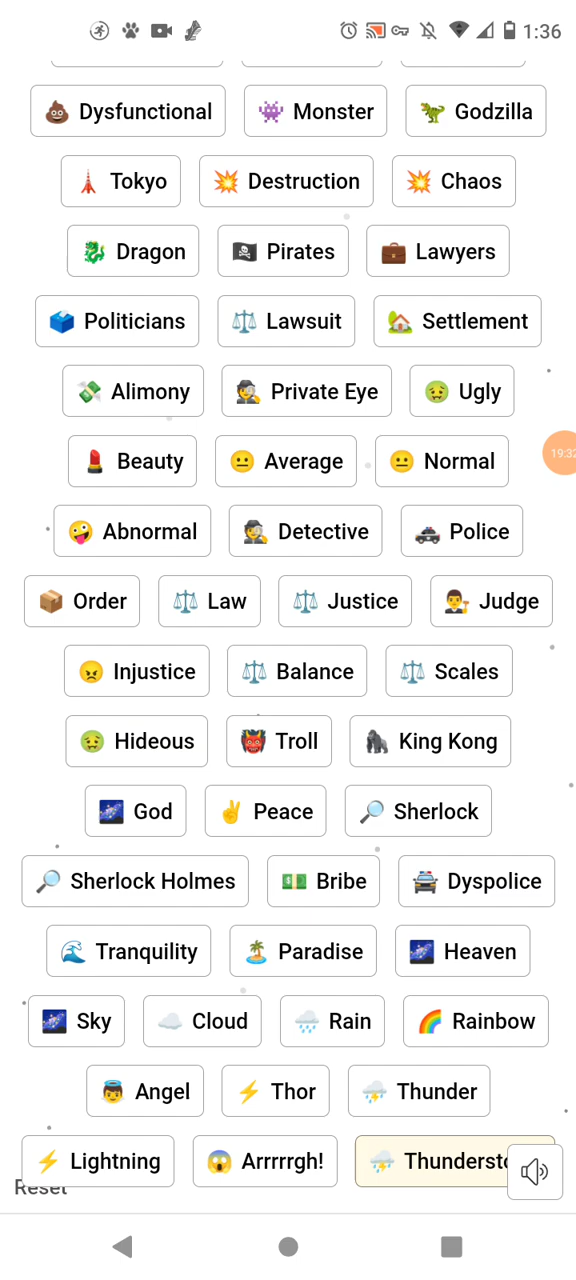 1:36
💩 Dysfunctional 👾 Monster 🦖 Godzilla
🗼 Tokyo 💥 Destruction 💥 Chaos
🐉 Dragon 🏴‍☠️ Pirates 💼 Lawyers
🗳️ Politicians ⚖️ Lawsuit 🏡 Settlement
💸 Alimony 🕵️ Private Eye 🤢 Ugly
💄 Beauty 😐 Average 😐 Normal
🤪 Abnormal 🕵️ Detective 🚓 Police
19:32
📦 Order ⚖️ Law ⚖️ Justice 👨‍⚖️ Judge
😠 Injustice ⚖️ Balance ⚖️ Scales
🤢 Hideous 👹 Troll 🦍 King Kong
🌌 God ✌️ Peace 🔎 Sherlock
🔎 Sherlock Holmes 💵 Bribe 🚔 Dyspolice
🌊 Tranquility 🏝️ Paradise 🌌 Heaven
🌌 Sky ☁️ Cloud 🌧️ Rain 🌈 Rainbow
👼 Angel ⚡ Thor ⛈️ Thunder
⚡ Lightning 😱 Arrrrrgh! ⛈️ Thundersto
Reset